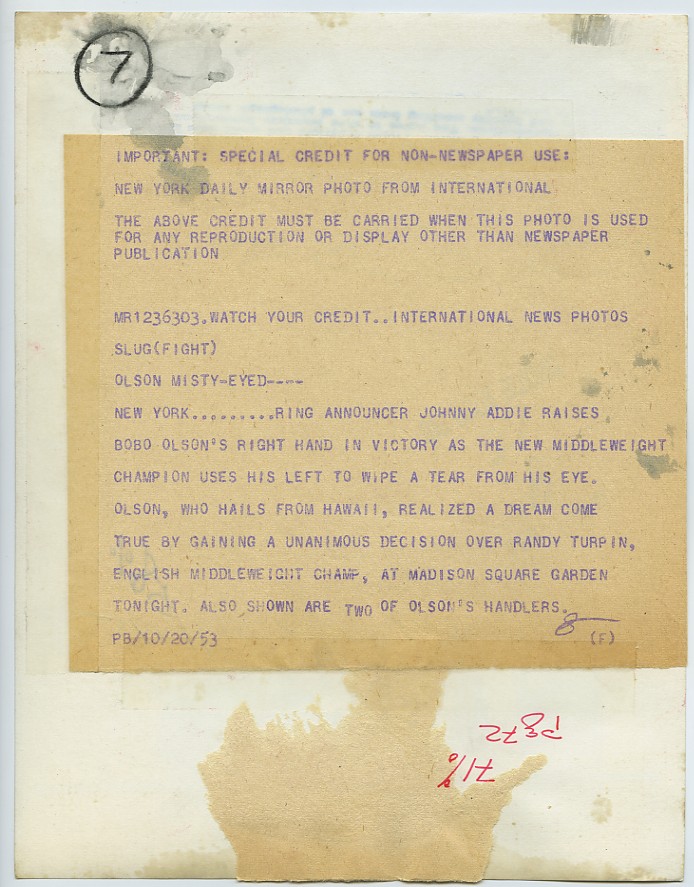 7
IMPORTANT: SPECIAL CREDIT FOR NON-NEWSPAPER USE:
NEW YORK DAILY MIRROR PHOTO FROM INTERNATIONAL
THE ABOVE CREDIT MUST BE CARRIED WHEN THIS PHOTO IS USED
FOR ANY REPRODUCTION OR DISPLAY OTHER THAN NEWSPAPER
PUBLICATION
MR1236303.WATCH YOUR CREDIT..INTERNATIONAL NEWS PHOTOS
SLUG(FIGHT)
OLSON MISTY-EYED----
NEW YORK.........RING ANNOUNCER JOHNNY ADDIE RAISES
BOBO OLSON'S RIGHT HAND IN VICTORY AS THE NEW MIDDLEWEIGHT
CHAMPION USES HIS LEFT TO WIPE A TEAR FROM HIS EYE.
OLSON, WHO HAILS FROM HAWAII, REALIZED A DREAM COME
TRUE BY GAINING A UNANIMOUS DECISION OVER RANDY TURPIN,
ENGLISH MIDDLEWEIGHT CHAMP, AT MADISON SQUARE GARDEN
TONIGHT. ALSO SHOWN ARE TWO OF OLSON'S HANDLERS.
PB/10/20/53 (F)